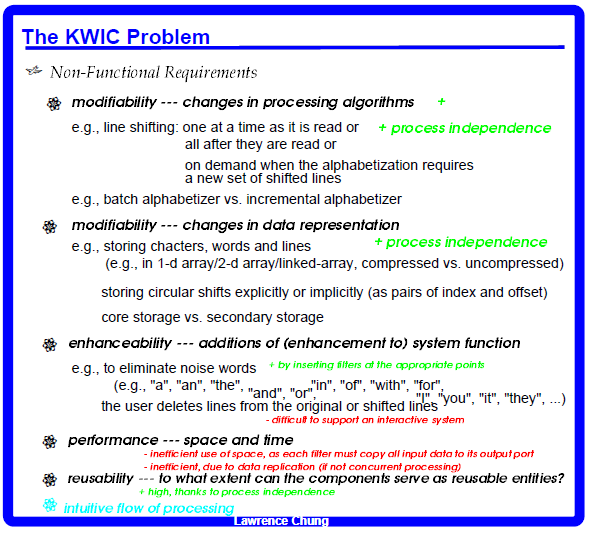 The KWIC Problem
Non-Functional Requirements
modifiability --- changes in processing algorithms +
e.g., line shifting: one at a time as it is read or + process independence
all after they are read or
on demand when the alphabetization requires
a new set of shifted lines
e.g., batch alphabetizer vs. incremental alphabetizer
modifiability --- changes in data representation
e.g., storing chacters, words and lines + process independence
(e.g., in 1-d array/2-d array/linked-array, compressed vs. uncompressed)
storing circular shifts explicitly or implicitly (as pairs of index and offset)
core storage vs. secondary storage
enhanceability --- additions of (enhancement to) system function
e.g., to eliminate noise words + by inserting filters at the appropriate points
(e.g., "a", "an", "the", "and", "or", "in", "of", "with", "for", "I", "you", "it", "they", ...)
the user deletes lines from the original or shifted lines
- difficult to support an interactive system
performance --- space and time
- inefficient use of space, as each filter must copy all input data to its output port
- inefficient, due to data replication (if not concurrent processing)
reusability --- to what extent can the components serve as reusable entities?
+ high, thanks to process independence
intuitive flow of processing
Lawrence Chung